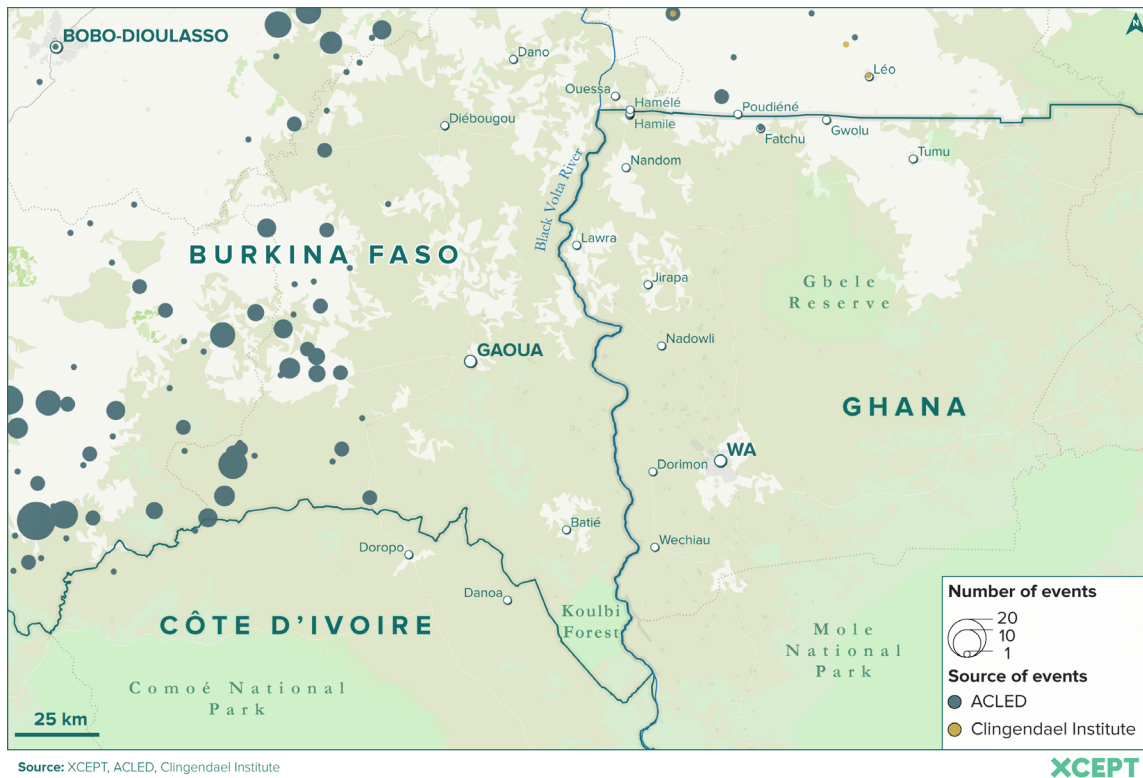 BOBO-DIOULASSO
N
Dano
Léo
Ouessa
Hamélé
Poudiéné
Hamile
Diébougou
Gwolu
Fatchu
Tumu
Nandom
Black Volta River
Lawra
BURKINA FASO
Jirapa
Gbele
Reserve
Nadowli
GAOUA
GHANA
WA
Dorimon
Batié
Doropo
Wechiau
Danoa
Koulbi
Forest
CÔTE D'IVOIRE
Mole
National
Park
Comoé National
Park
25 km
Number of events
20
10
1
Source of events
ACLED
Clingendael Institute
Source: XCEPT, ACLED, Clingendael Institute
XCEPT